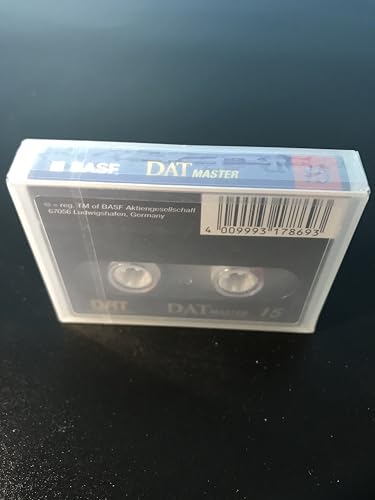 BASF DAT MASTER 15
® = reg. TM of BASF Aktiengesellschaft
67056 Ludwigshafen, Germany
4 009993 178693
DAT DAT MASTER 15